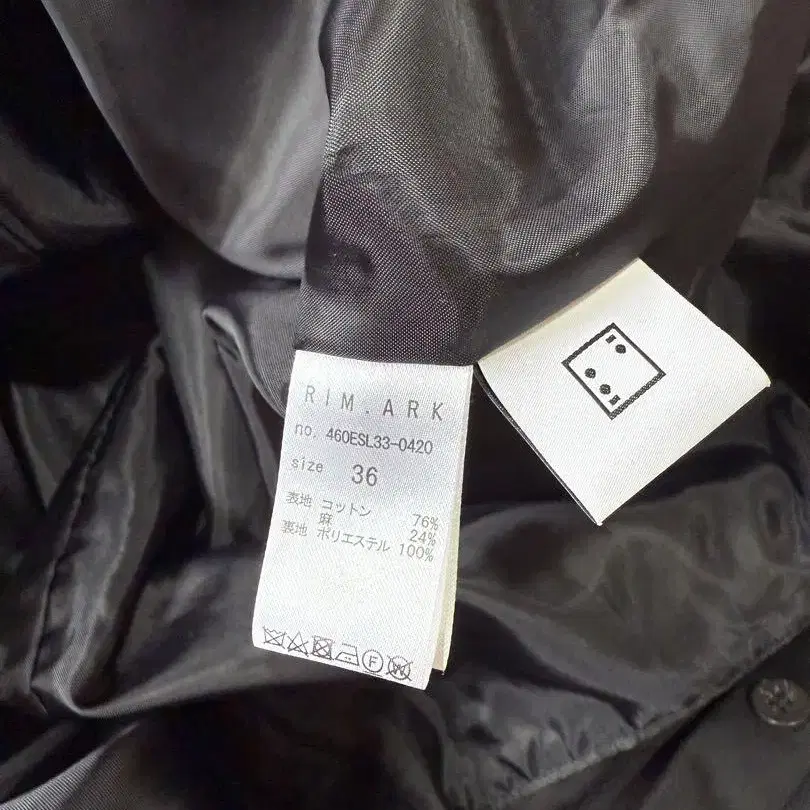 RIM.ARK
no. 460ESL33-0420
size 36
表地 コットン 76%
麻 24%
裏地 ポリエステル 100%
F
W